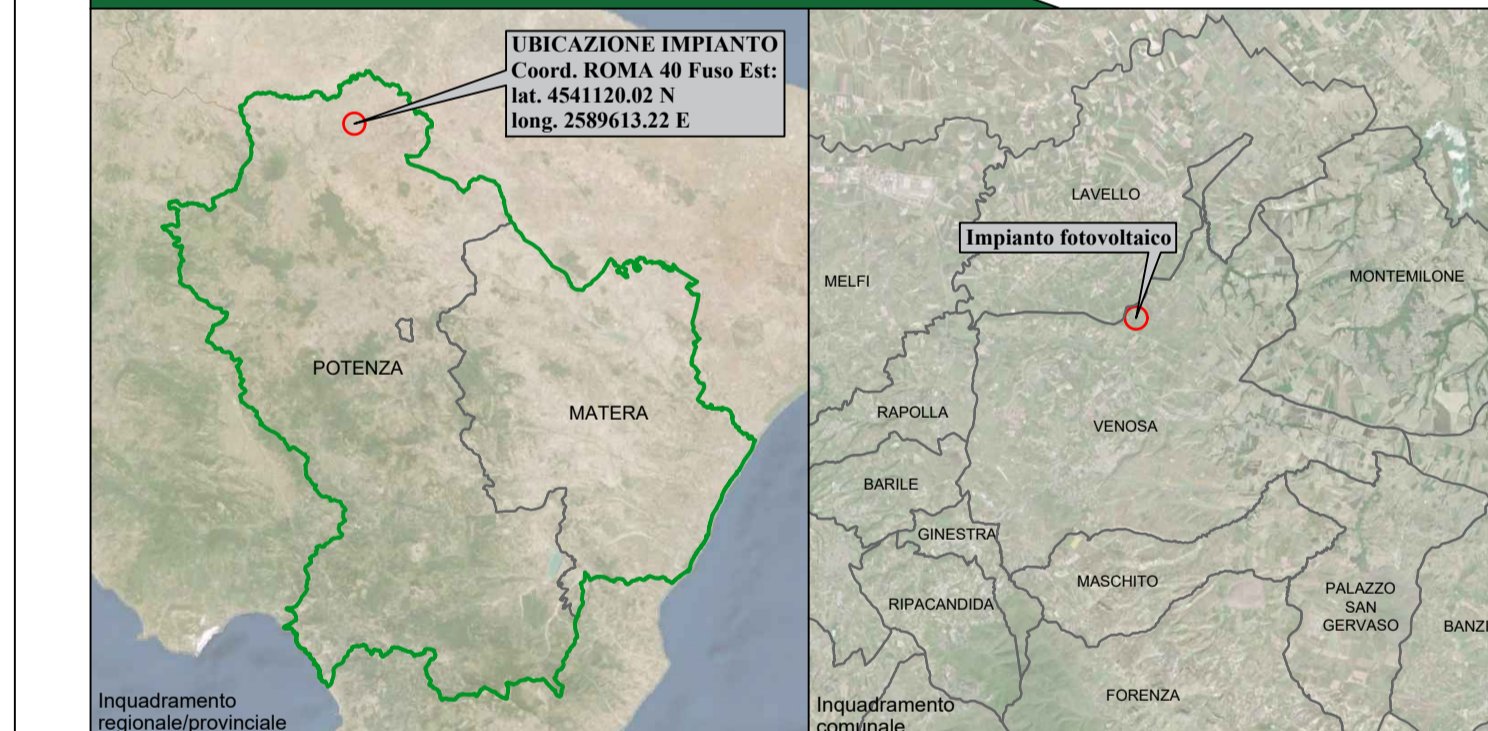 UBICAZIONE IMPIANTO
Coord. ROMA 40 Fuso Est:
lat. 4541120.02 N
long. 2589613.22 E
POTENZA
MATERA
Inquadramento
regionale/provinciale
LAVELLO
Impianto fotovoltaico
MELFI
MONTEMILONE
RAPOLLA
VENOSA
BARILE
GINESTRA
MASCHITO
RIPACANDIDA
PALAZZO
SAN
GERVASO
BANZI
FORENZA
Inquadramento
comunale